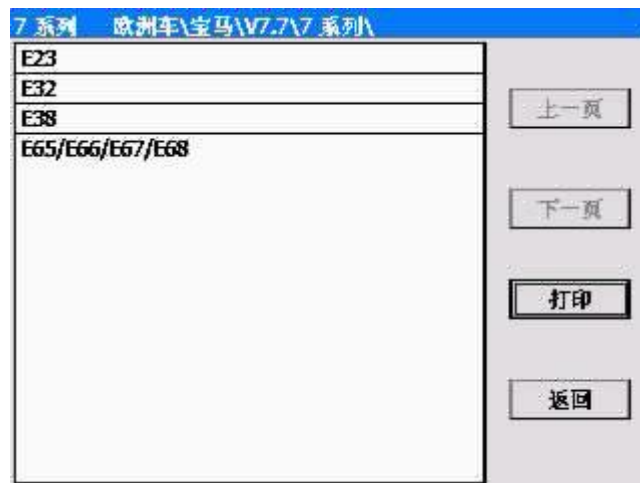 7 系列 欧洲车\宝马\V7.7\7 系列\
E23
E32
E38
E65/E66/E67/E68
上一页
下一页
打印
返回